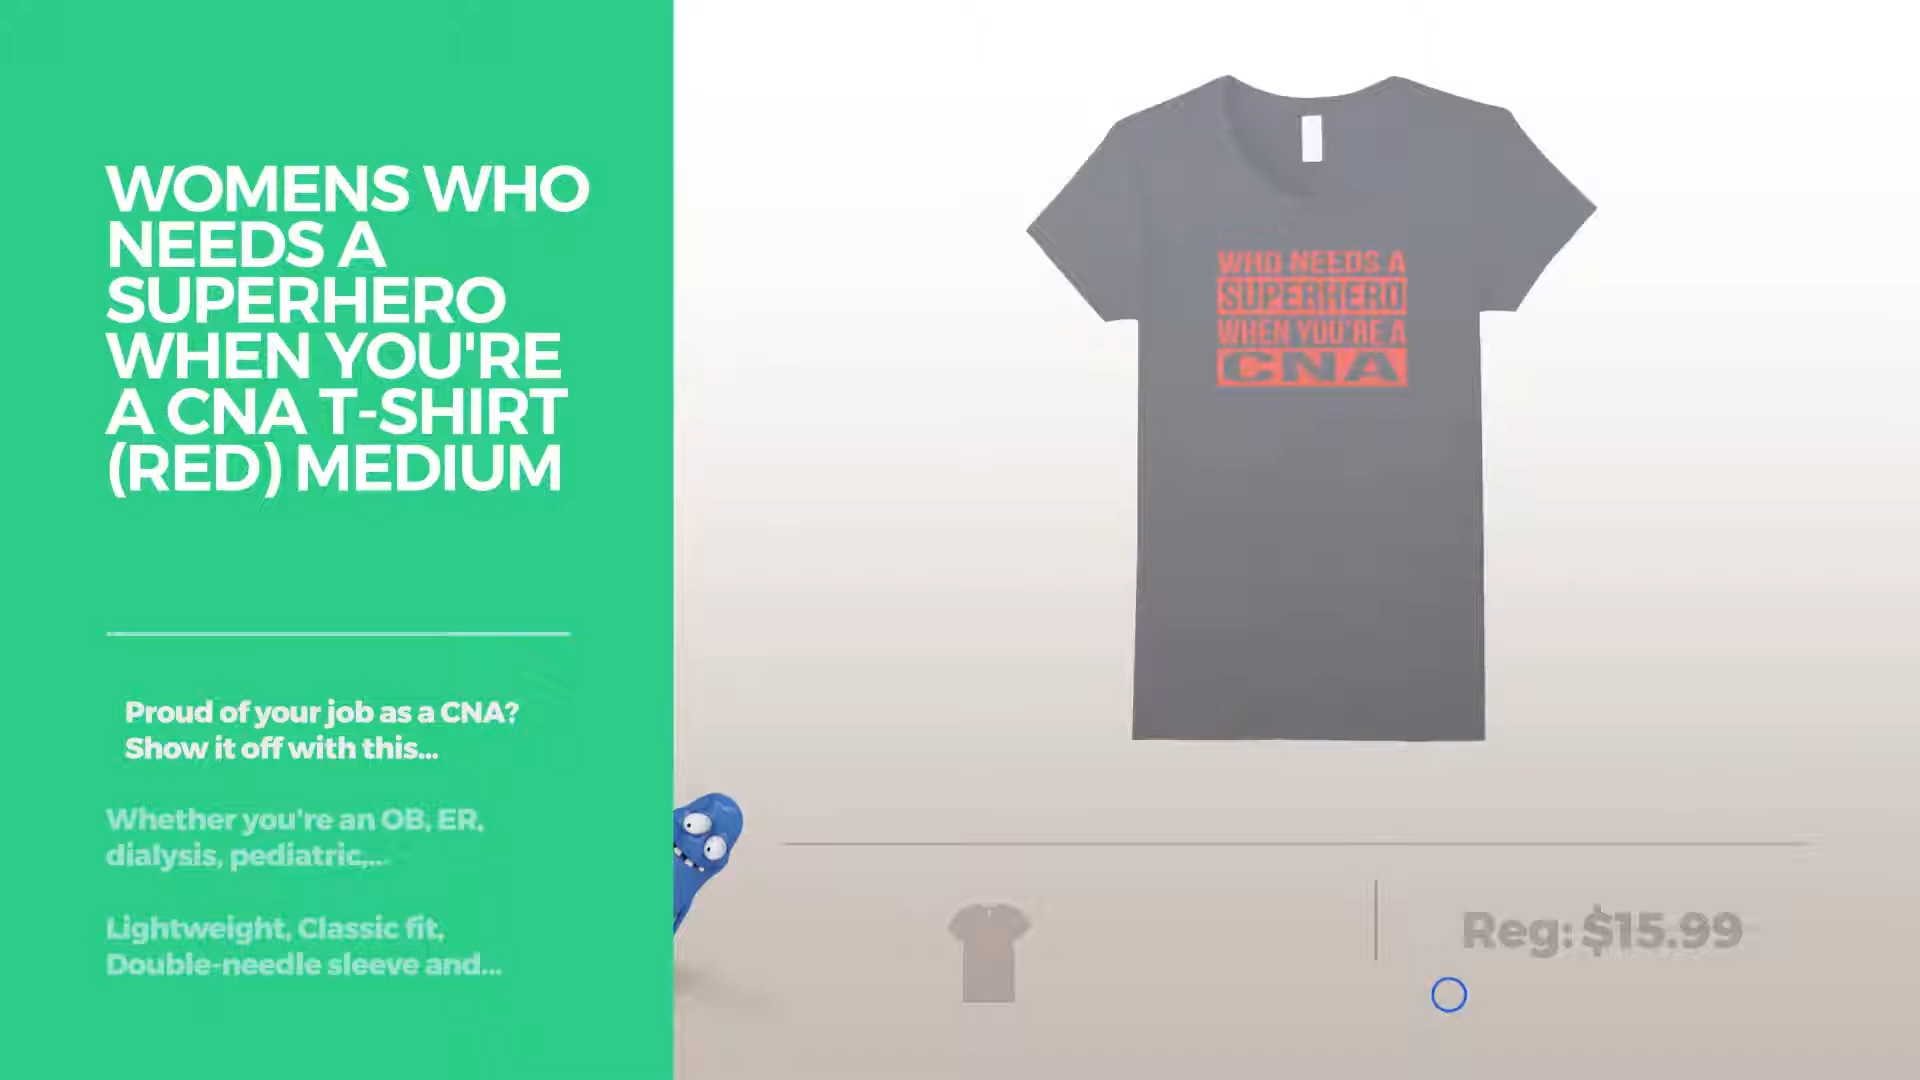 WOMENS WHO
NEEDS A
SUPERHERO
WHEN YOU'RE
A CNA T-SHIRT
(RED) MEDIUM
Proud of your job as a CNA?
Show it off with this...
Whether you're an OB, ER,
dialysis, pediatric,...
Lightweight, Classic fit,
Double-needle sleeve and...
WHO NEEDS A
SUPERHERO
WHEN YOU'RE A
CNA
Reg: $15.99